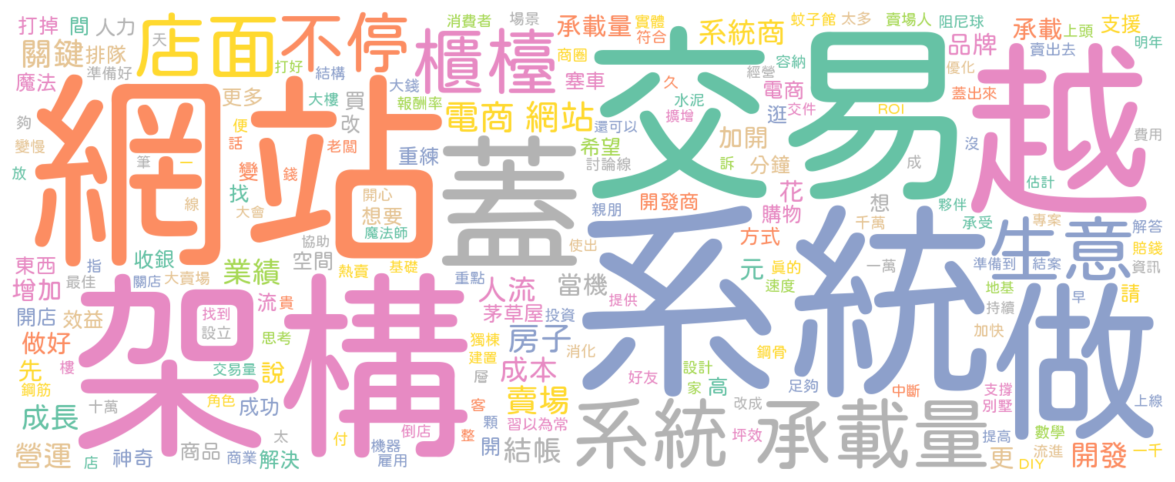 打掉 間 人力 店面 不停 消費者 場景 承載量 實體 蚊子館 太多 賣場人 阻尼球 承載 上頭 支援
關鍵 排隊 天 櫃檯 商圈 符合 系統商 交易 品牌 賣出去 明年
魔法 準備好 打好 結構 大錢 塞車 容納 經營 優化
更多 大樓 買 報酬率 電商 網站 久 水泥 電商 交件 ROI 蓋出來 越
夠 網站 便 改 還可以 擴增 逛 費用
變慢 筆 一 話 老闆 重練 蓋 希望 加開 沒
放 變 錢 找 討論線 訴 分鐘 成 估計
線 大會 開心 想要 親朋 開發商 花 購物 想 夥伴 承受 專案
魔法師 使出 系統 方式 千萬 生意 解答
東西 最佳 指 收銀 協助 空間 熱賣 基礎 重點 當機 元 真的 一萬 準備到 結案 賠錢 資訊
增加 關店 大賣場 業績 人流 提供 速度 地基 早 請
開店 效益 架構 流 貴 找到 設立 茅草屋 投資 持續 明年
做好 思考 獨棟 建置 房子 消化 鋼骨 加快 做
先 樓 鋼筋 交易量 說 層 成本 設計 家 高 足夠 中斷 支撐 別墅 上線
成長 十萬 角色 成功 客 顆 賣場 好友 改成 系統承載量 提高 數學
倒店 整 習以為常 坪效 流進 一千
營運 店 神奇 商品 商業 太 解決 付 機器 雇用 開 結帳 更 DIY 開發